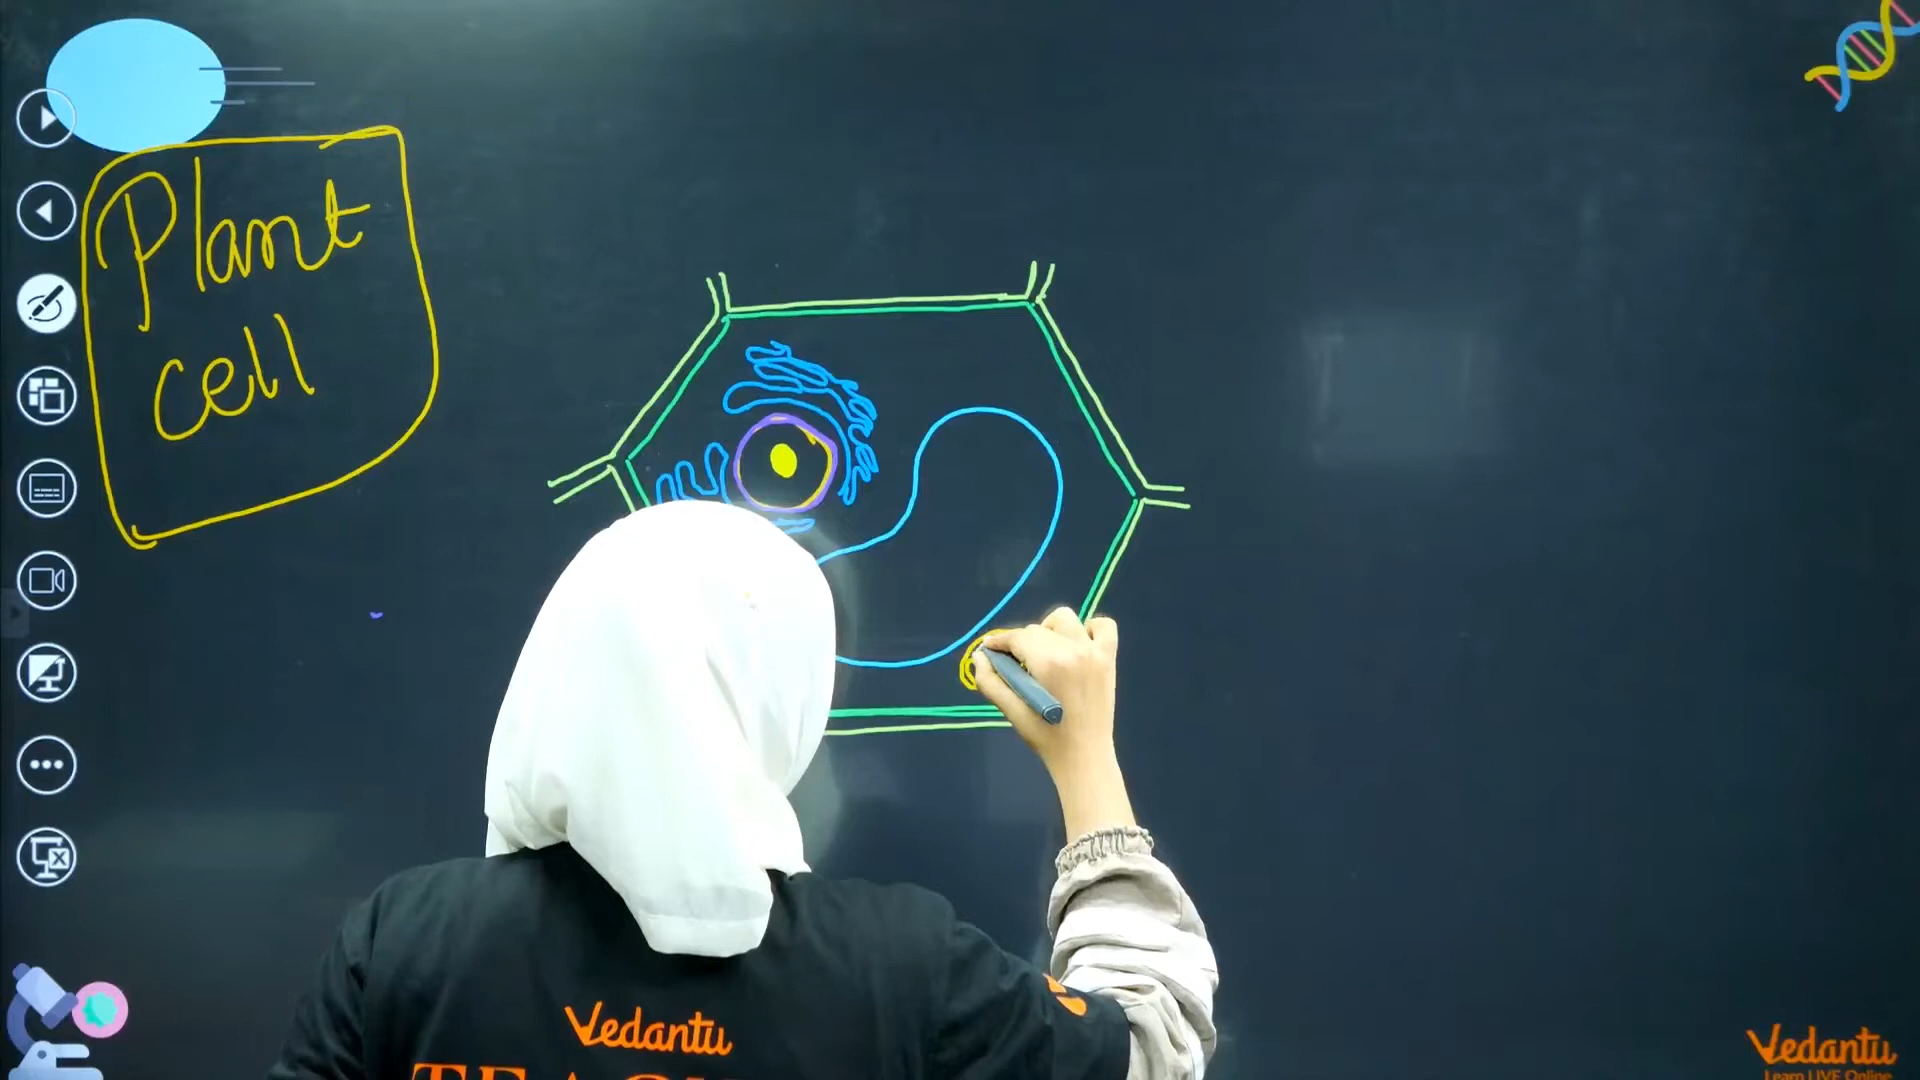 Plant
cell
Vedantu
Vedantu
Learn LIVE Online